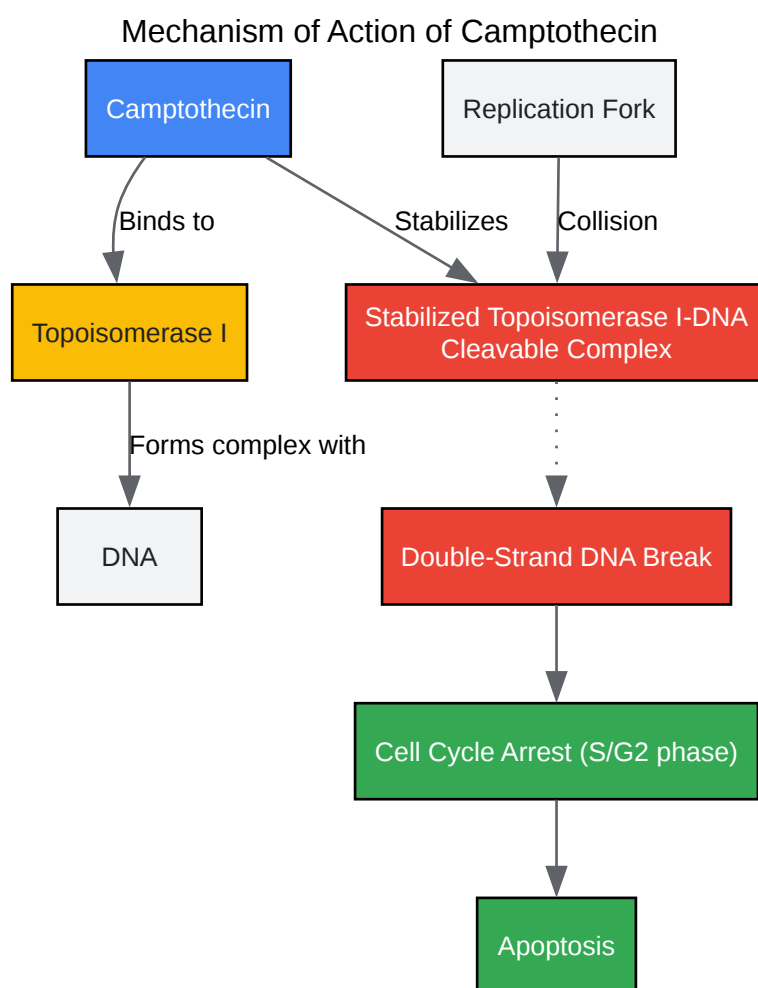 Mechanism of Action of Camptothecin
Camptothecin
Replication Fork
Binds to
Stabilizes
Collision
Topoisomerase I
Stabilized Topoisomerase I-DNA
Cleavable Complex
Forms complex with
DNA
Double-Strand DNA Break
Cell Cycle Arrest (S/G2 phase)
Apoptosis